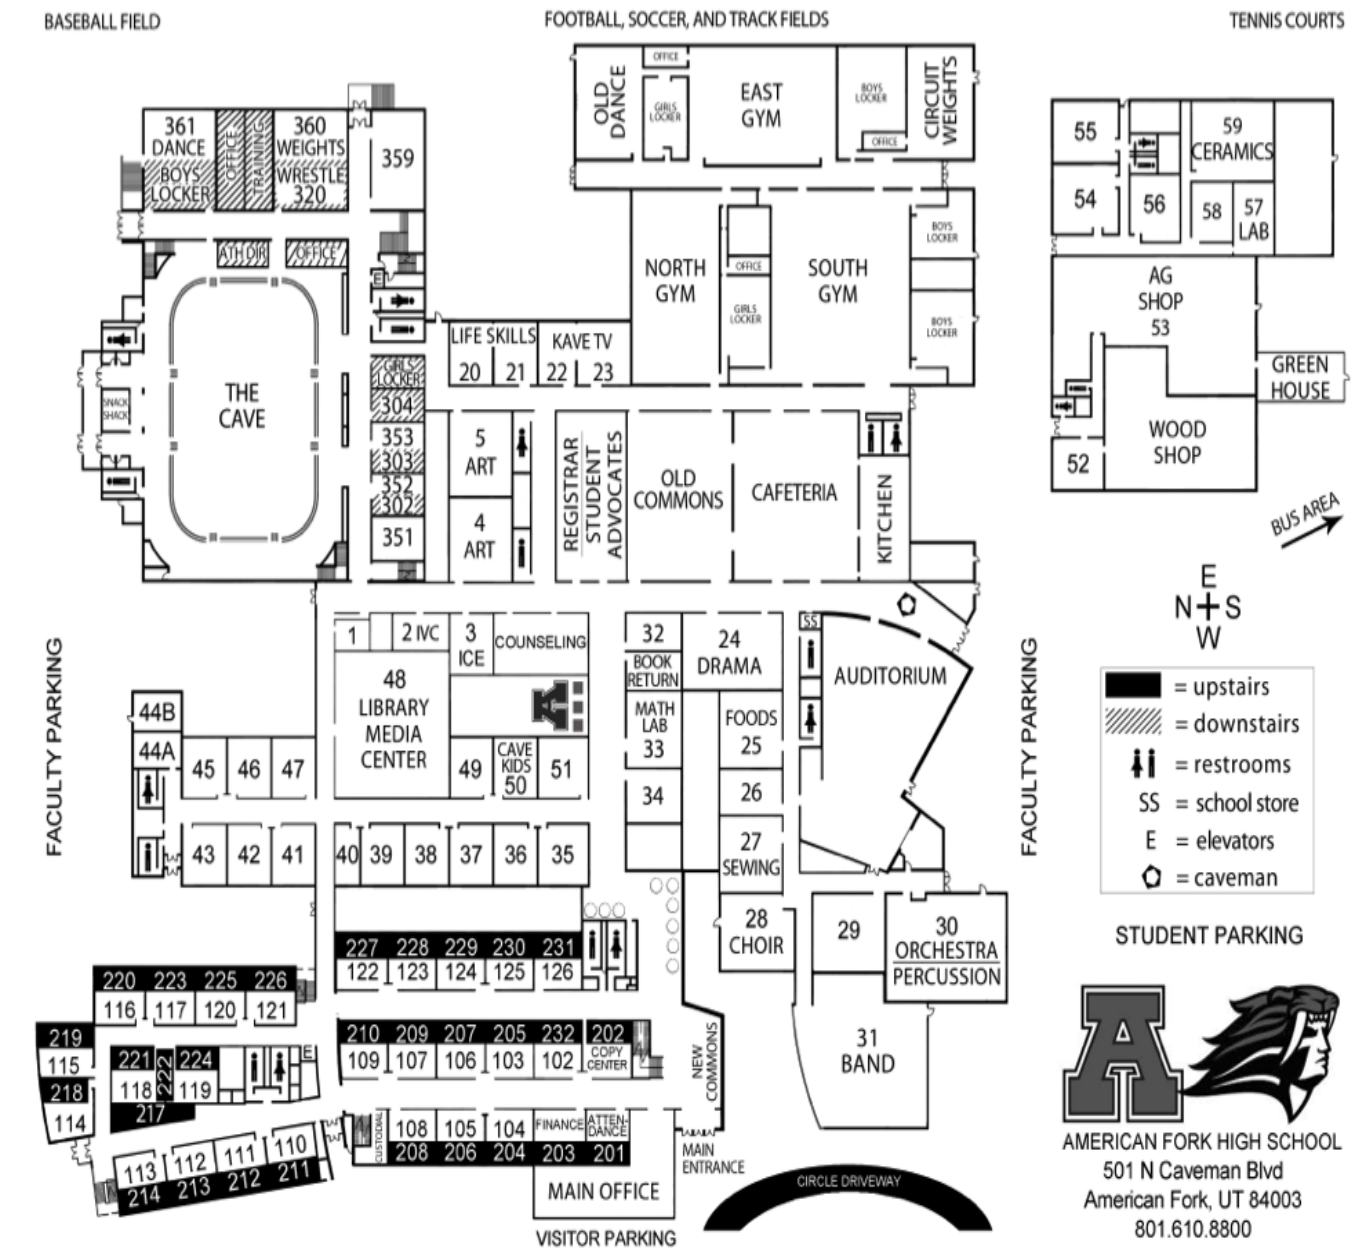 BASEBALL FIELD
FOOTBALL, SOCCER, AND TRACK FIELDS
TENNIS COURTS
OLD
DANCE
OFFICE
GIRLS
LOCKER
EAST
GYM
BOYS
LOCKER
OFFICE
CIRCUIT
WEIGHTS
361
DANCE
BOYS
LOCKER
OFFICE
TRAINING
360
WEIGHTS
WRESTLE
320
359
55
54
56
59
CERAMICS
58
57
LAB
ATH DIR
OFFICE
E
NORTH
GYM
OFFICE
GIRLS
LOCKER
SOUTH
GYM
BOYS
LOCKER
BOYS
LOCKER
AG
SHOP
53
GREEN
HOUSE
WOOD
SHOP
52
THE
CAVE
SNACK
SHACK
LIFE SKILLS
20
21
KAVE TV
22
23
GIRLS
LOCKER
304
353
303
352
302
351
5
ART
4
ART
REGISTRAR
STUDENT
ADVOCATES
OLD
COMMONS
CAFETERIA
KITCHEN
BUS AREA
E
N S
W
FACULTY PARKING
1
2 IVC
3
ICE
COUNSELING
48
LIBRARY
MEDIA
CENTER
A
49
CAVE
KIDS
50
51
32
BOOK
RETURN
MATH
LAB
33
34
24
DRAMA
FOODS
25
26
27
SEWING
28
CHOIR
SS
AUDITORIUM
FACULTY PARKING
= upstairs
= downstairs
= restrooms
SS = school store
E = elevators
= caveman
STUDENT PARKING
44B
44A
45
46
47
43
42
41
40
39
38
37
36
35
29
30
ORCHESTRA
PERCUSSION
31
BAND
227
228
229
230
231
122
123
124
125
126
220
223
225
226
116
117
120
121
219
115
218
114
221
222
224
118
119
217
E
210
209
207
205
232
202
109
107
106
103
102
COPY
CENTER
NEW
COMMONS
CUSTODIAL
108
105
104
FINANCE
ATTEN-
DANCE
208
206
204
203
201
113
112
111
110
214
213
212
211
MAIN OFFICE
MAIN
ENTRANCE
CIRCLE DRIVEWAY
VISITOR PARKING
A
AMERICAN FORK HIGH SCHOOL
501 N Caveman Blvd
American Fork, UT 84003
801.610.8800